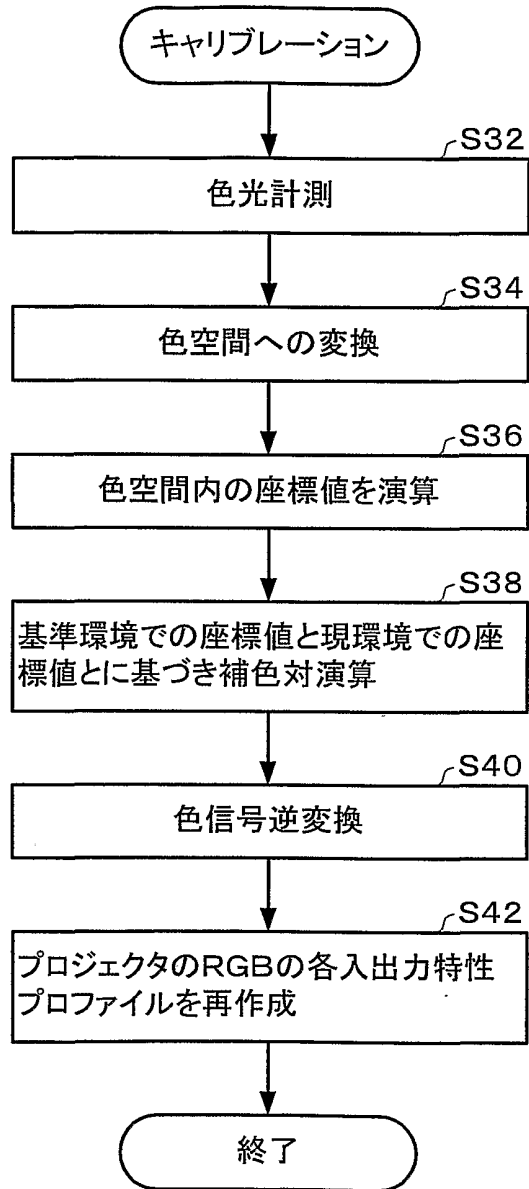 キャリブレーション
S32
色光計測
S34
色空間への変換
S36
色空間内の座標値を演算
S38
基準環境での座標値と現環境での座
標値とに基づき補色対演算
S40
色信号逆変換
S42
プロジェクタのRGBの各入出力特性
プロファイルを再作成
終了